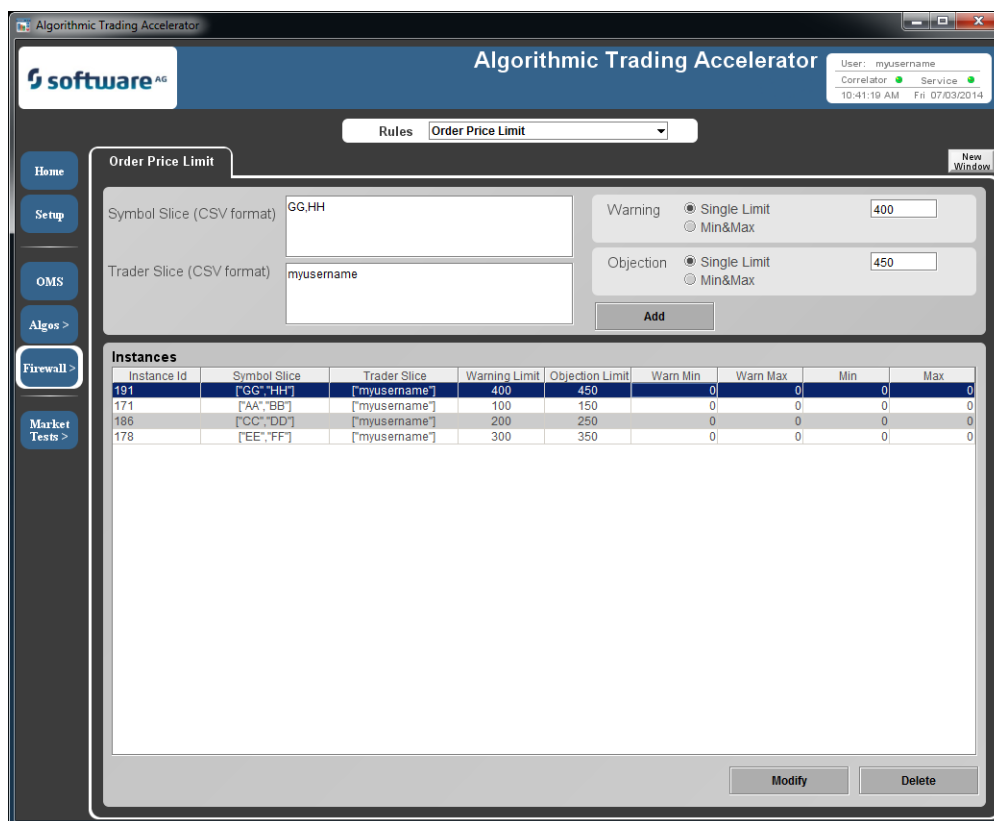 Algorithmic Trading Accelerator
software AG
Algorithmic Trading Accelerator
User: myusername
Correlator Service
10:41:19 AM Fri 07/03/2014
Rules Order Price Limit
Order Price Limit
New Window
Home
Setup
OMS
Algos >
Firewall >
Market Tests >
Symbol Slice (CSV format) GG,HH
Trader Slice (CSV format) myusername
Warning Single Limit 400
Min&Max
Objection Single Limit 450
Min&Max
Add
Instances
Instance Id Symbol Slice Trader Slice Warning Limit Objection Limit Warn Min Warn Max Min Max
191 ["GG","HH"] ["myusername"] 400 450 0 0 0 0
171 ["AA","BB"] ["myusername"] 100 150 0 0 0 0
186 ["CC","DD"] ["myusername"] 200 250 0 0 0 0
178 ["EE","FF"] ["myusername"] 300 350 0 0 0 0
Modify Delete